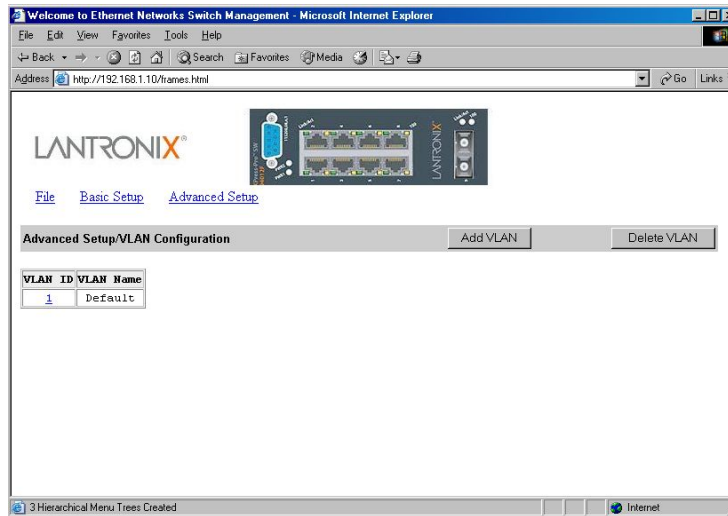 Welcome to Ethernet Networks Switch Management - Microsoft Internet Explorer
File Edit View Favorites Tools Help
Back Search Favorites Media
Address http://192.168.1.10/frames.html Go Links
LANTRONIX®
LANTRONIX
File Basic Setup Advanced Setup
Advanced Setup/VLAN Configuration Add VLAN Delete VLAN
VLAN ID VLAN Name
1 Default
3 Hierarchical Menu Trees Created Internet